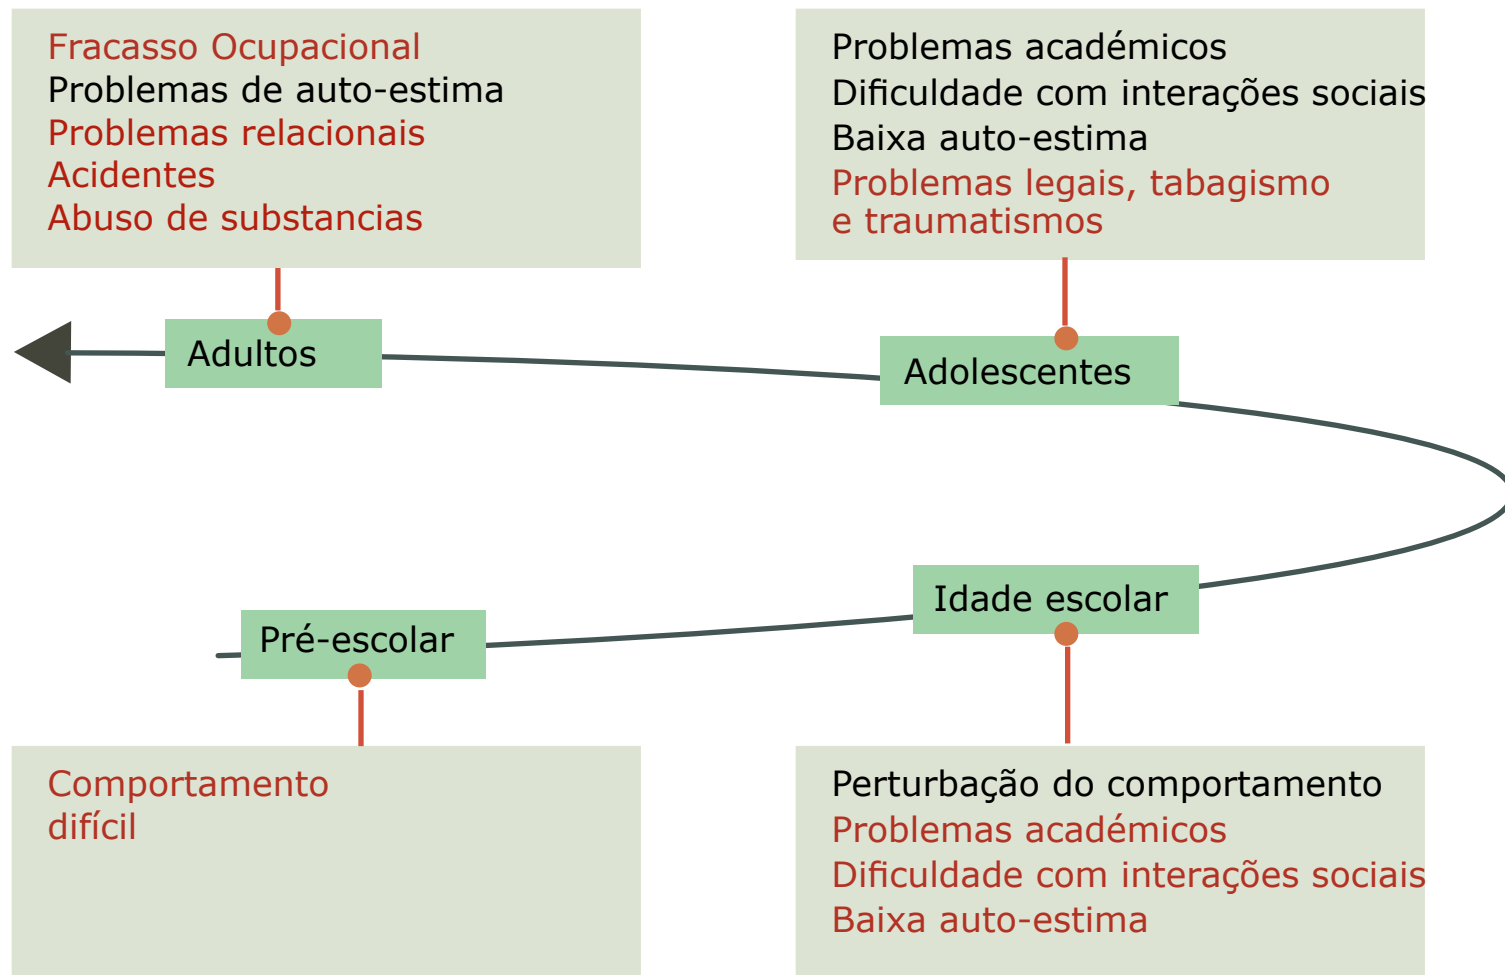 Fracasso Ocupacional
Problemas de auto-estima
Problemas relacionais
Acidentes
Abuso de substancias
Problemas académicos
Dificuldade com interações sociais
Baixa auto-estima
Problemas legais, tabagismo
e traumatismos
Adultos
Adolescentes
Idade escolar
Pré-escolar
Comportamento
difícil
Perturbação do comportamento
Problemas académicos
Dificuldade com interações sociais
Baixa auto-estima